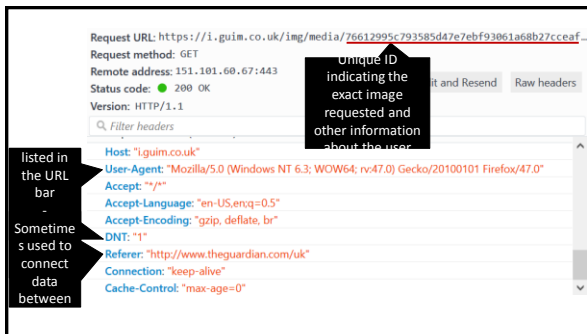 Request URL: https://i.guim.co.uk/img/media/76612995c793585d47e7ebf93061a68b27cceaf…
Request method: GET
Remote address: 151.101.60.67:443
Status code: 200 OK
Version: HTTP/1.1
Unique ID
indicating the
exact image
requested and
other information
about the user
it and Resend
Raw headers
Filter headers
Host: "i.guim.co.uk"
User-Agent: "Mozilla/5.0 (Windows NT 6.3; WOW64; rv:47.0) Gecko/20100101 Firefox/47.0"
Accept: "*/*"
Accept-Language: "en-US,en;q=0.5"
Accept-Encoding: "gzip, deflate, br"
DNT: "1"
Referer: "http://www.theguardian.com/uk"
Connection: "keep-alive"
Cache-Control: "max-age=0"
listed in
the URL
bar
-
Sometime
s used to
connect
data
between